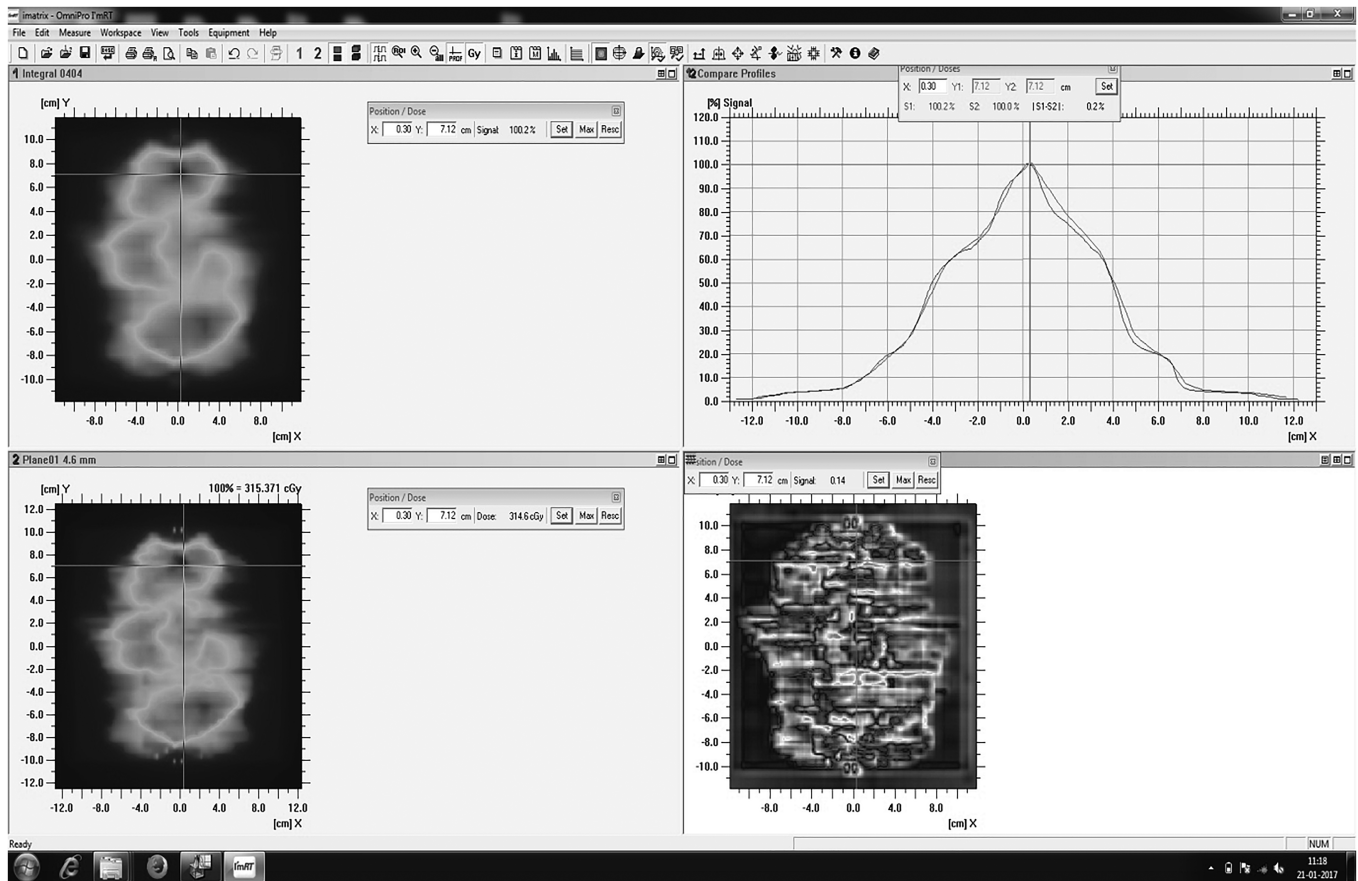 imatrix - OmniPro I'mRT
File Edit Measure Workspace View Tools Equipment Help
1 2 Gy
1 Integral 0404
[cm] Y
10.0
8.0
6.0
4.0
2.0
0.0
-2.0
-4.0
-6.0
-8.0
-10.0
-8.0 -4.0 0.0 4.0 8.0
[cm] X
Position / Dose
X: 0.30 Y: 7.12 cm Signal: 100.2 % Set Max Resc
2 Compare Profiles
Position / Doses
X: 0.30 Y1: 7.12 Y2: 7.12 cm Set
S1: 100.2 % S2: 100.0 % |S1-S2|: 0.2 %
[%] Signal
120.0
110.0
100.0
90.0
80.0
70.0
60.0
50.0
40.0
30.0
20.0
10.0
0.0
-12.0 -10.0 -8.0 -6.0 -4.0 -2.0 0.0 2.0 4.0 6.0 8.0 10.0 12.0
[cm] X
2 Plane01 4.6 mm
[cm] Y 100% = 315.371 cGy
12.0
10.0
8.0
6.0
4.0
2.0
0.0
-2.0
-4.0
-6.0
-8.0
-10.0
-12.0
-12.0 -8.0 -4.0 0.0 4.0 8.0 12.0
[cm] X
Position / Dose
X: 0.30 Y: 7.12 cm Dose: 314.6 cGy Set Max Resc
sition / Dose
X: 0.30 Y: 7.12 cm Signal: 0.14 Set Max Resc
10.0
8.0
6.0
4.0
2.0
0.0
-2.0
-4.0
-6.0
-8.0
-10.0
-8.0 -4.0 0.0 4.0 8.0
[cm] X
Ready
NUM
I'mRT
11:18
21-01-2017